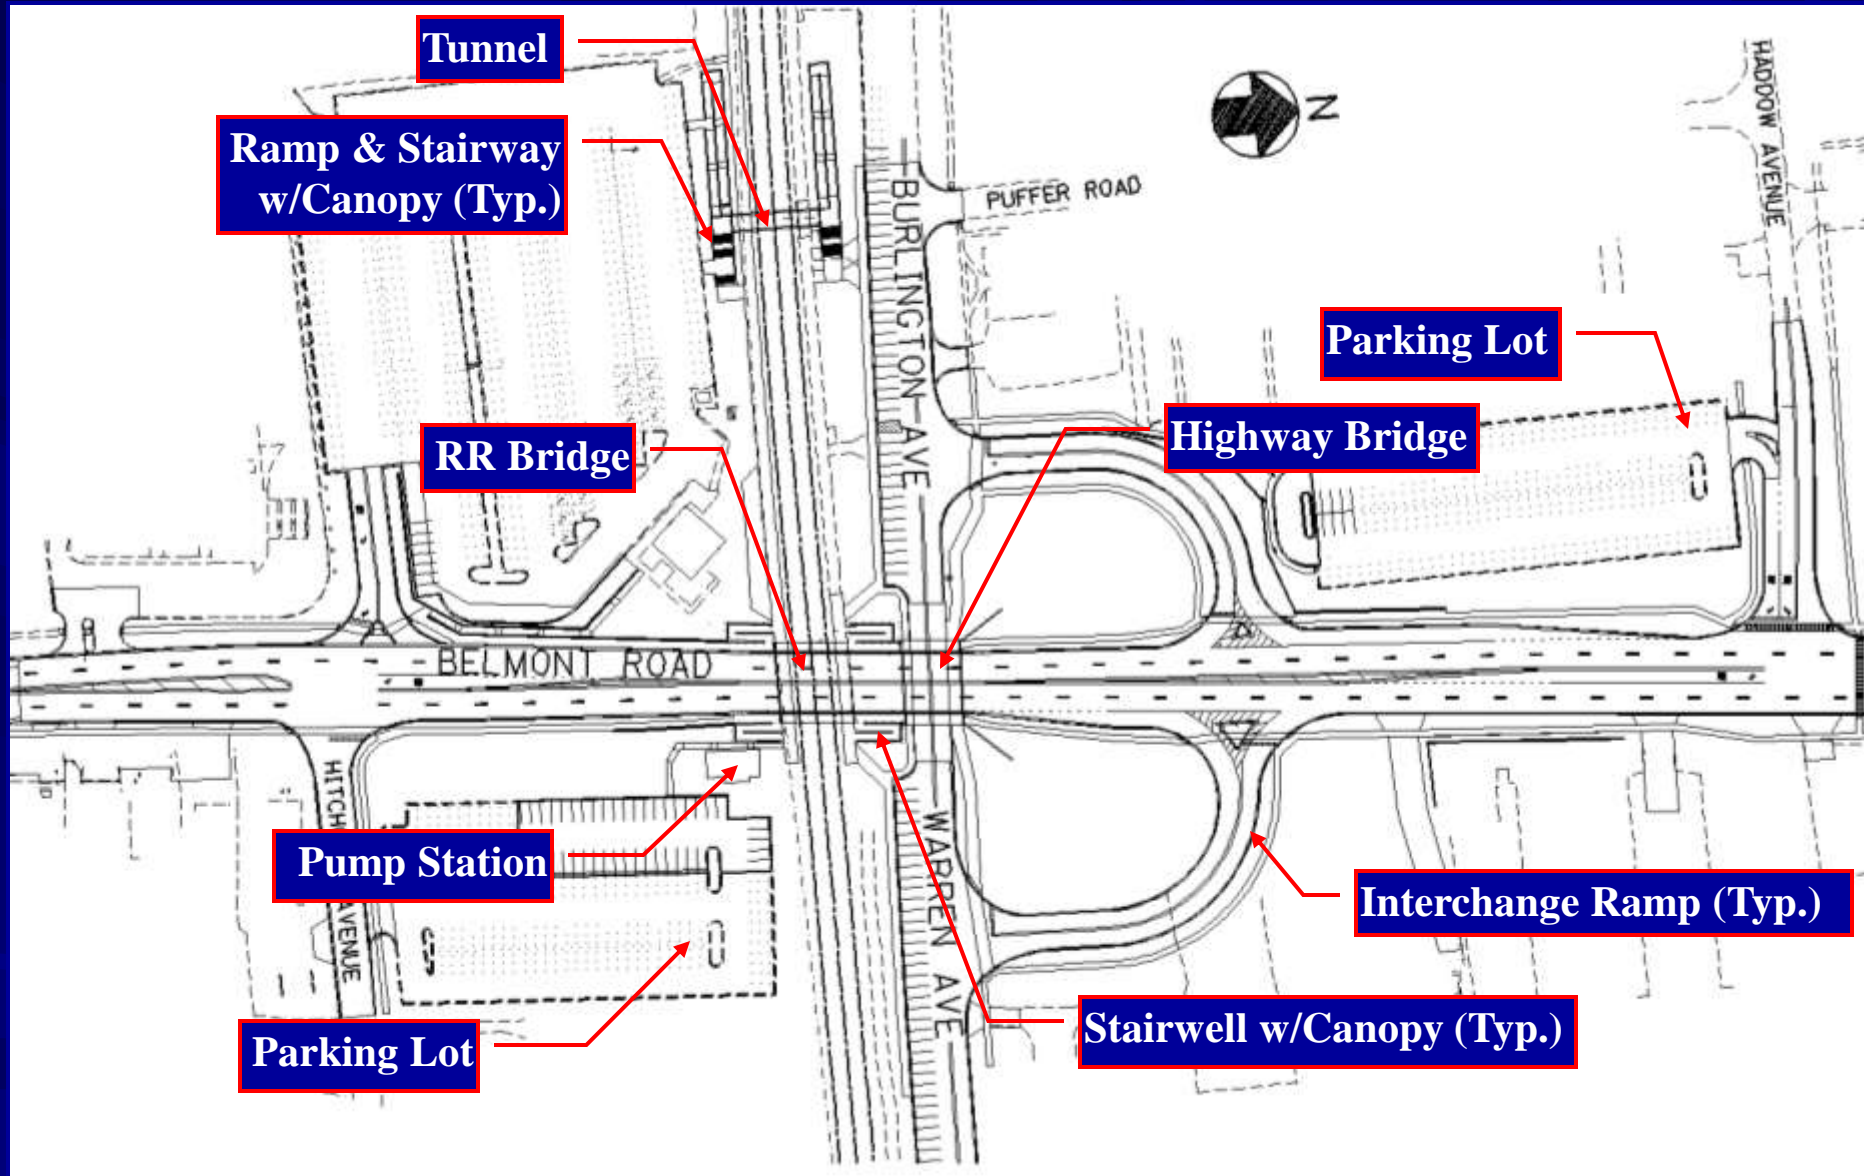 Tunnel
Ramp & Stairway
w/Canopy (Typ.)
N
HADDOW AVENUE
PUFFER ROAD
BURLINGTON AVE
Parking Lot
Highway Bridge
RR Bridge
BELMONT ROAD
HITCH
AVENUE
Pump Station
WARREN AVE
Interchange Ramp (Typ.)
Stairwell w/Canopy (Typ.)
Parking Lot